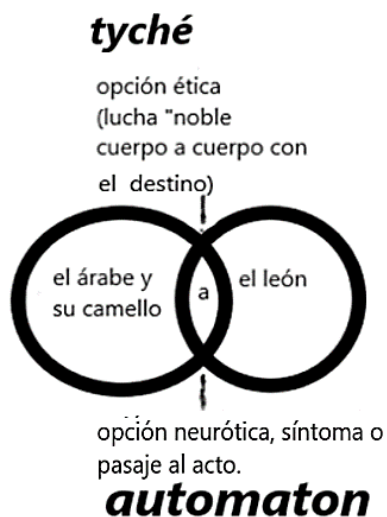 tyché
opción ética
(lucha "noble
cuerpo a cuerpo con
el destino)
el árabe y
su camello
a
el león
opción neurótica, síntoma o
pasaje al acto.
automaton